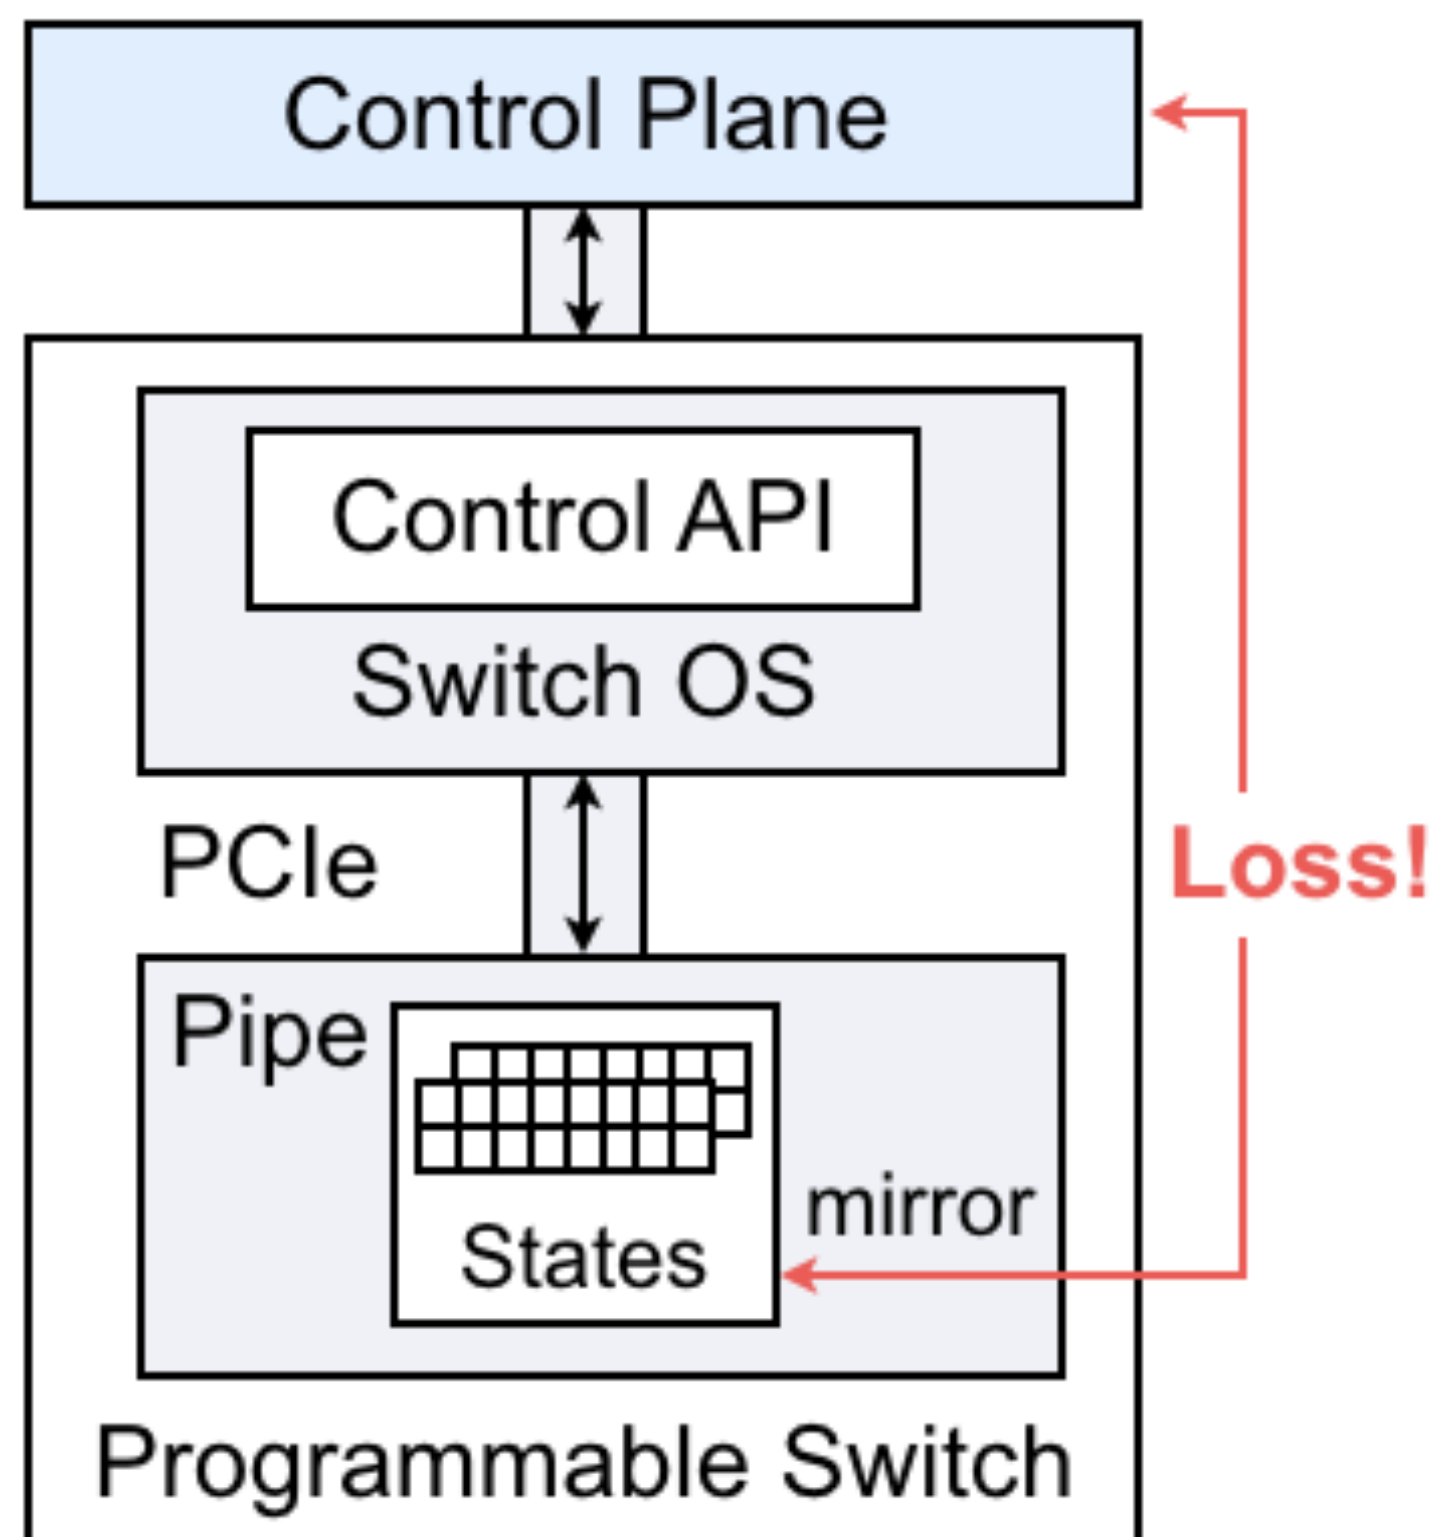 Control Plane
Control API
Switch OS
PCIe
Loss!
Pipe
mirror
States
Programmable Switch